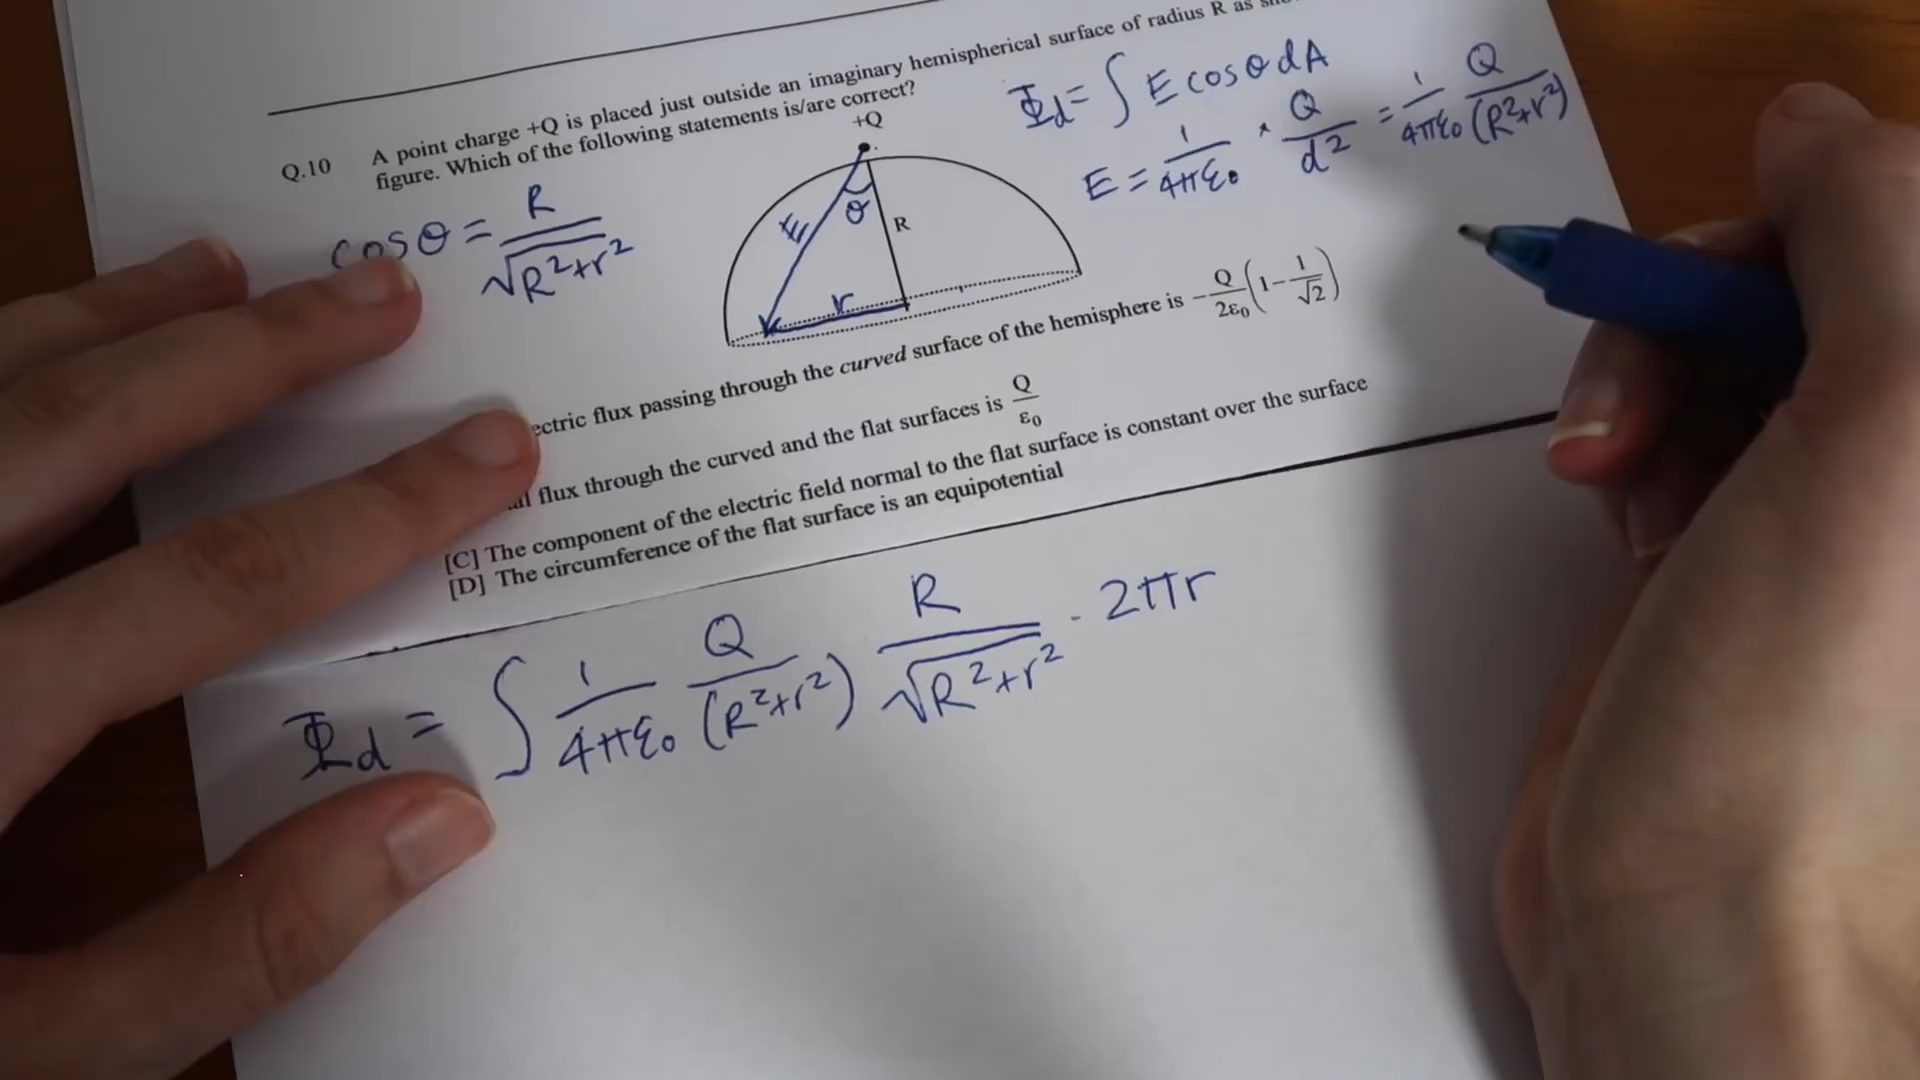 Q.10 A point charge +Q is placed just outside an imaginary hemispherical surface of radius R as
figure. Which of the following statements is/are correct?
+Q
θ
E
R
r
cosθ = R/√(R²+r²)
Φd = ∫ E cosθ dA
E = 1/4πε₀ × Q/d² = 1/4πε₀ Q/(R²+r²)
flux passing through the curved surface of the hemisphere is −Q/2ε₀(1−1/√2)
flux through the curved and the flat surfaces is Q/ε₀
[C] The component of the electric field normal to the flat surface is constant over the surface
[D] The circumference of the flat surface is an equipotential
Φd = ∫ 1/4πε₀ Q/(R²+r²) R/√(R²+r²) · 2πr